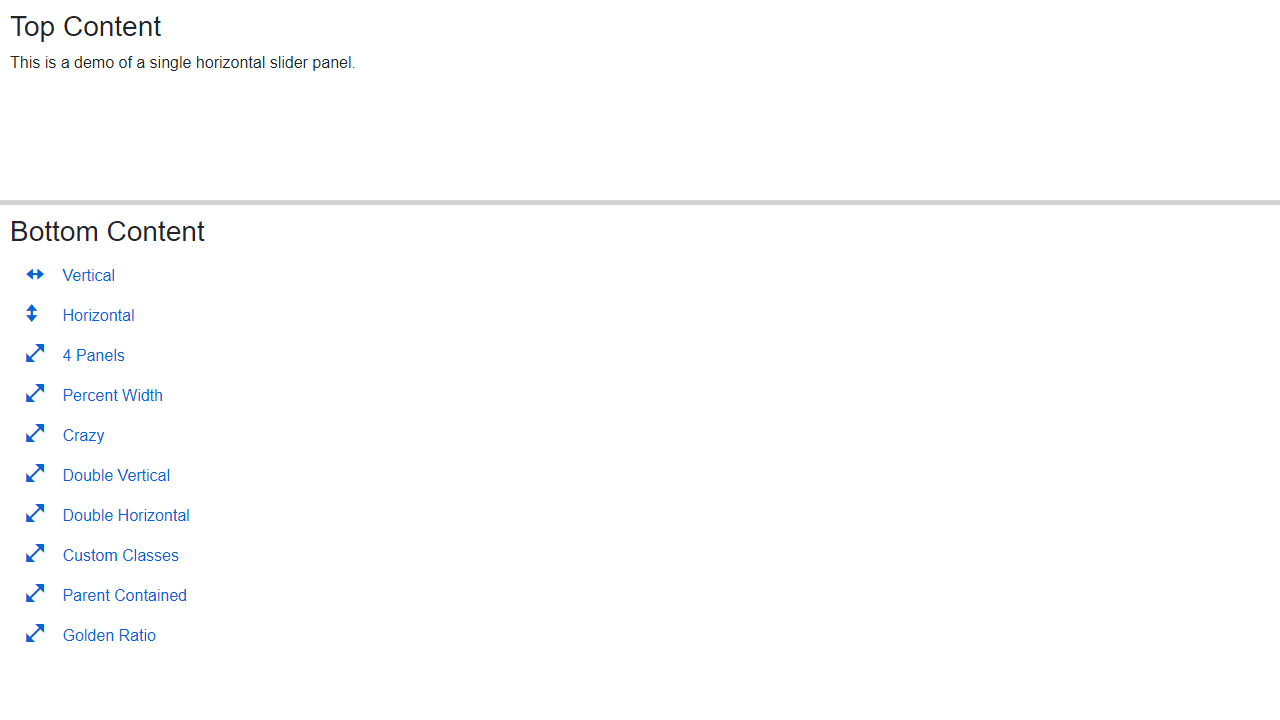 Top Content
This is a demo of a single horizontal slider panel.
Bottom Content
Vertical
Horizontal
4 Panels
Percent Width
Crazy
Double Vertical
Double Horizontal
Custom Classes
Parent Contained
Golden Ratio